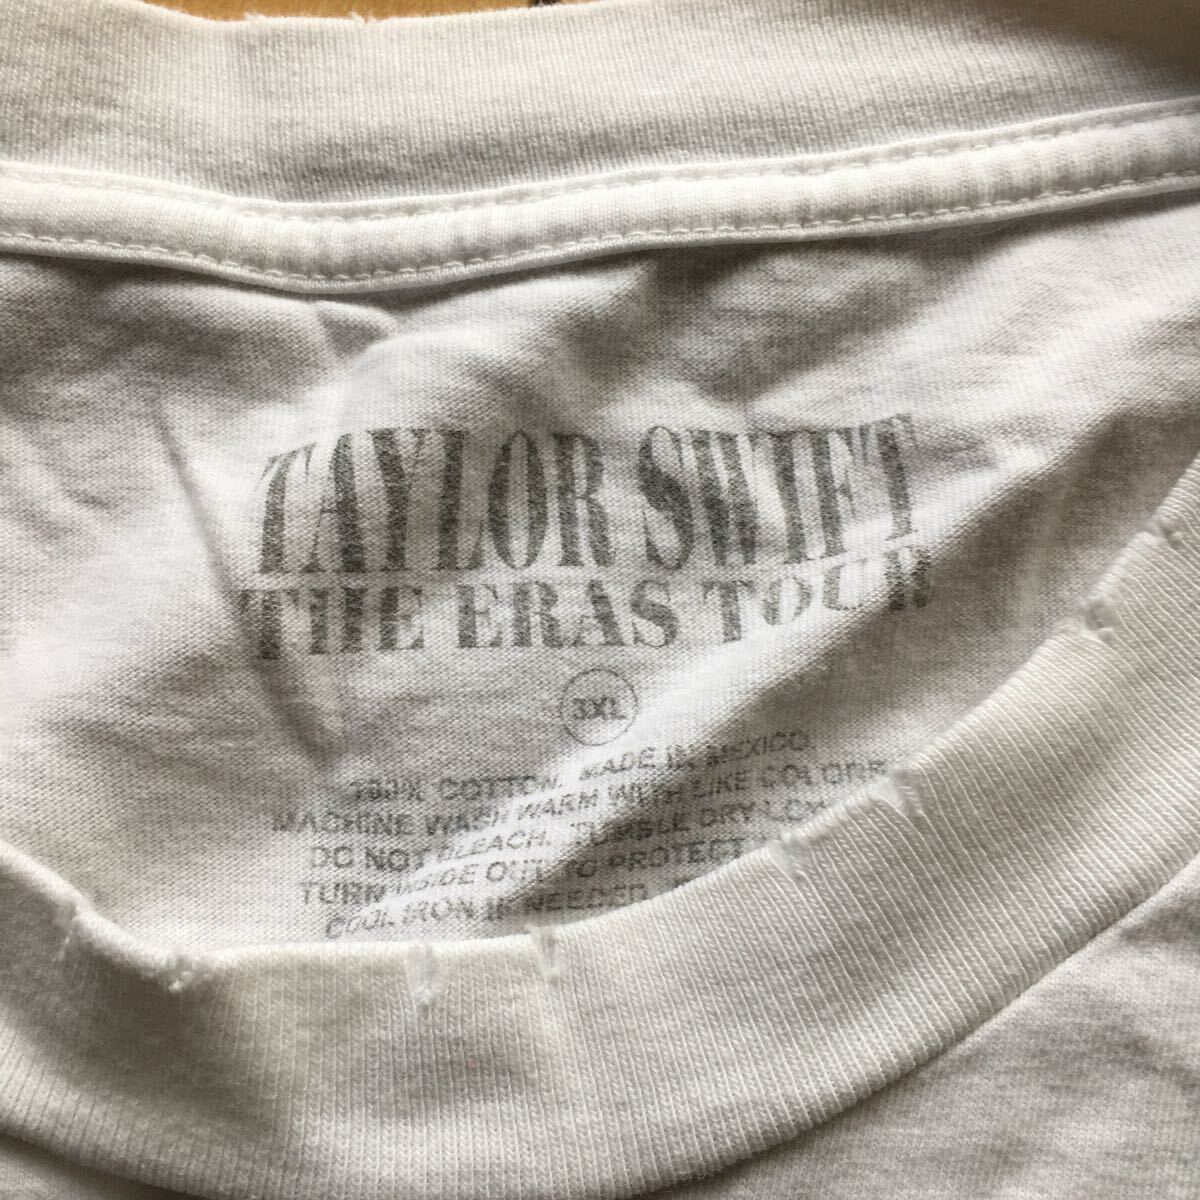 TAYLOR SWIFT
THE ERAS TOUR
3XL
100% COTTON. MADE IN MEXICO.
MACHINE WASH WARM WITH LIKE COLORS
DO NOT BLEACH. TUMBLE DRY LOW
TURN INSIDE OUT TO PROTECT
COOL IRON IF NEEDED.